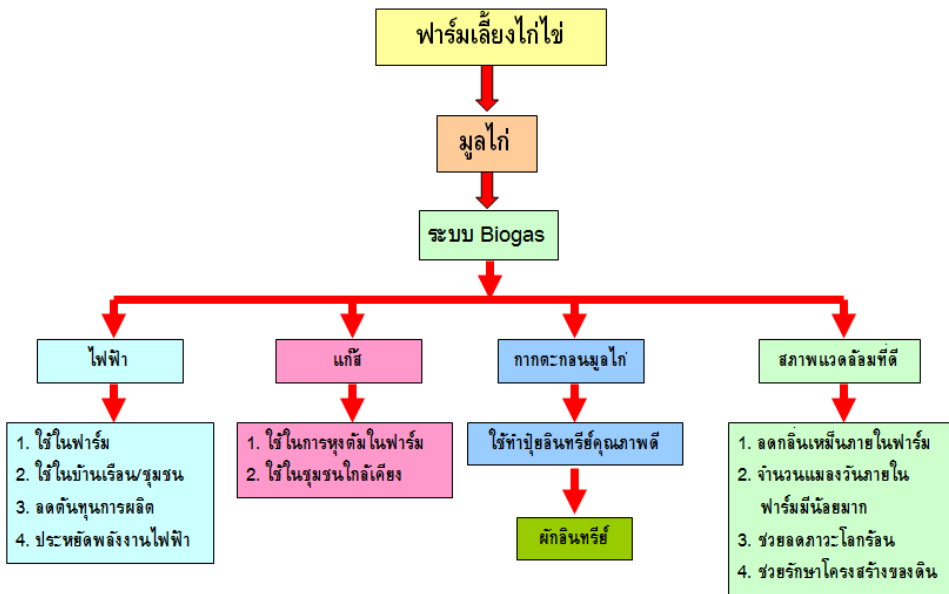 ฟาร์มเลี้ยงไก่ไข่
มูลไก่
ระบบ Biogas
ไฟฟ้า
1. ใช้ในฟาร์ม
2. ใช้ในบ้านเรือน/ชุมชน
3. ลดต้นทุนการผลิต
4. ประหยัดพลังงานไฟฟ้า
แก๊ส
1. ใช้ในการหุงต้มในฟาร์ม
2. ใช้ในชุมชนใกล้เคียง
กากตะกอนมูลไก่
ใช้ทำปุ๋ยอินทรีย์คุณภาพดี
ผักอินทรีย์
สภาพแวดล้อมที่ดี
1. ลดกลิ่นเหม็นภายในฟาร์ม
2. จำนวนแมลงวันภายใน
ฟาร์มมีน้อยมาก
3. ช่วยลดภาวะโลกร้อน
4. ช่วยรักษาโครงสร้างของดิน